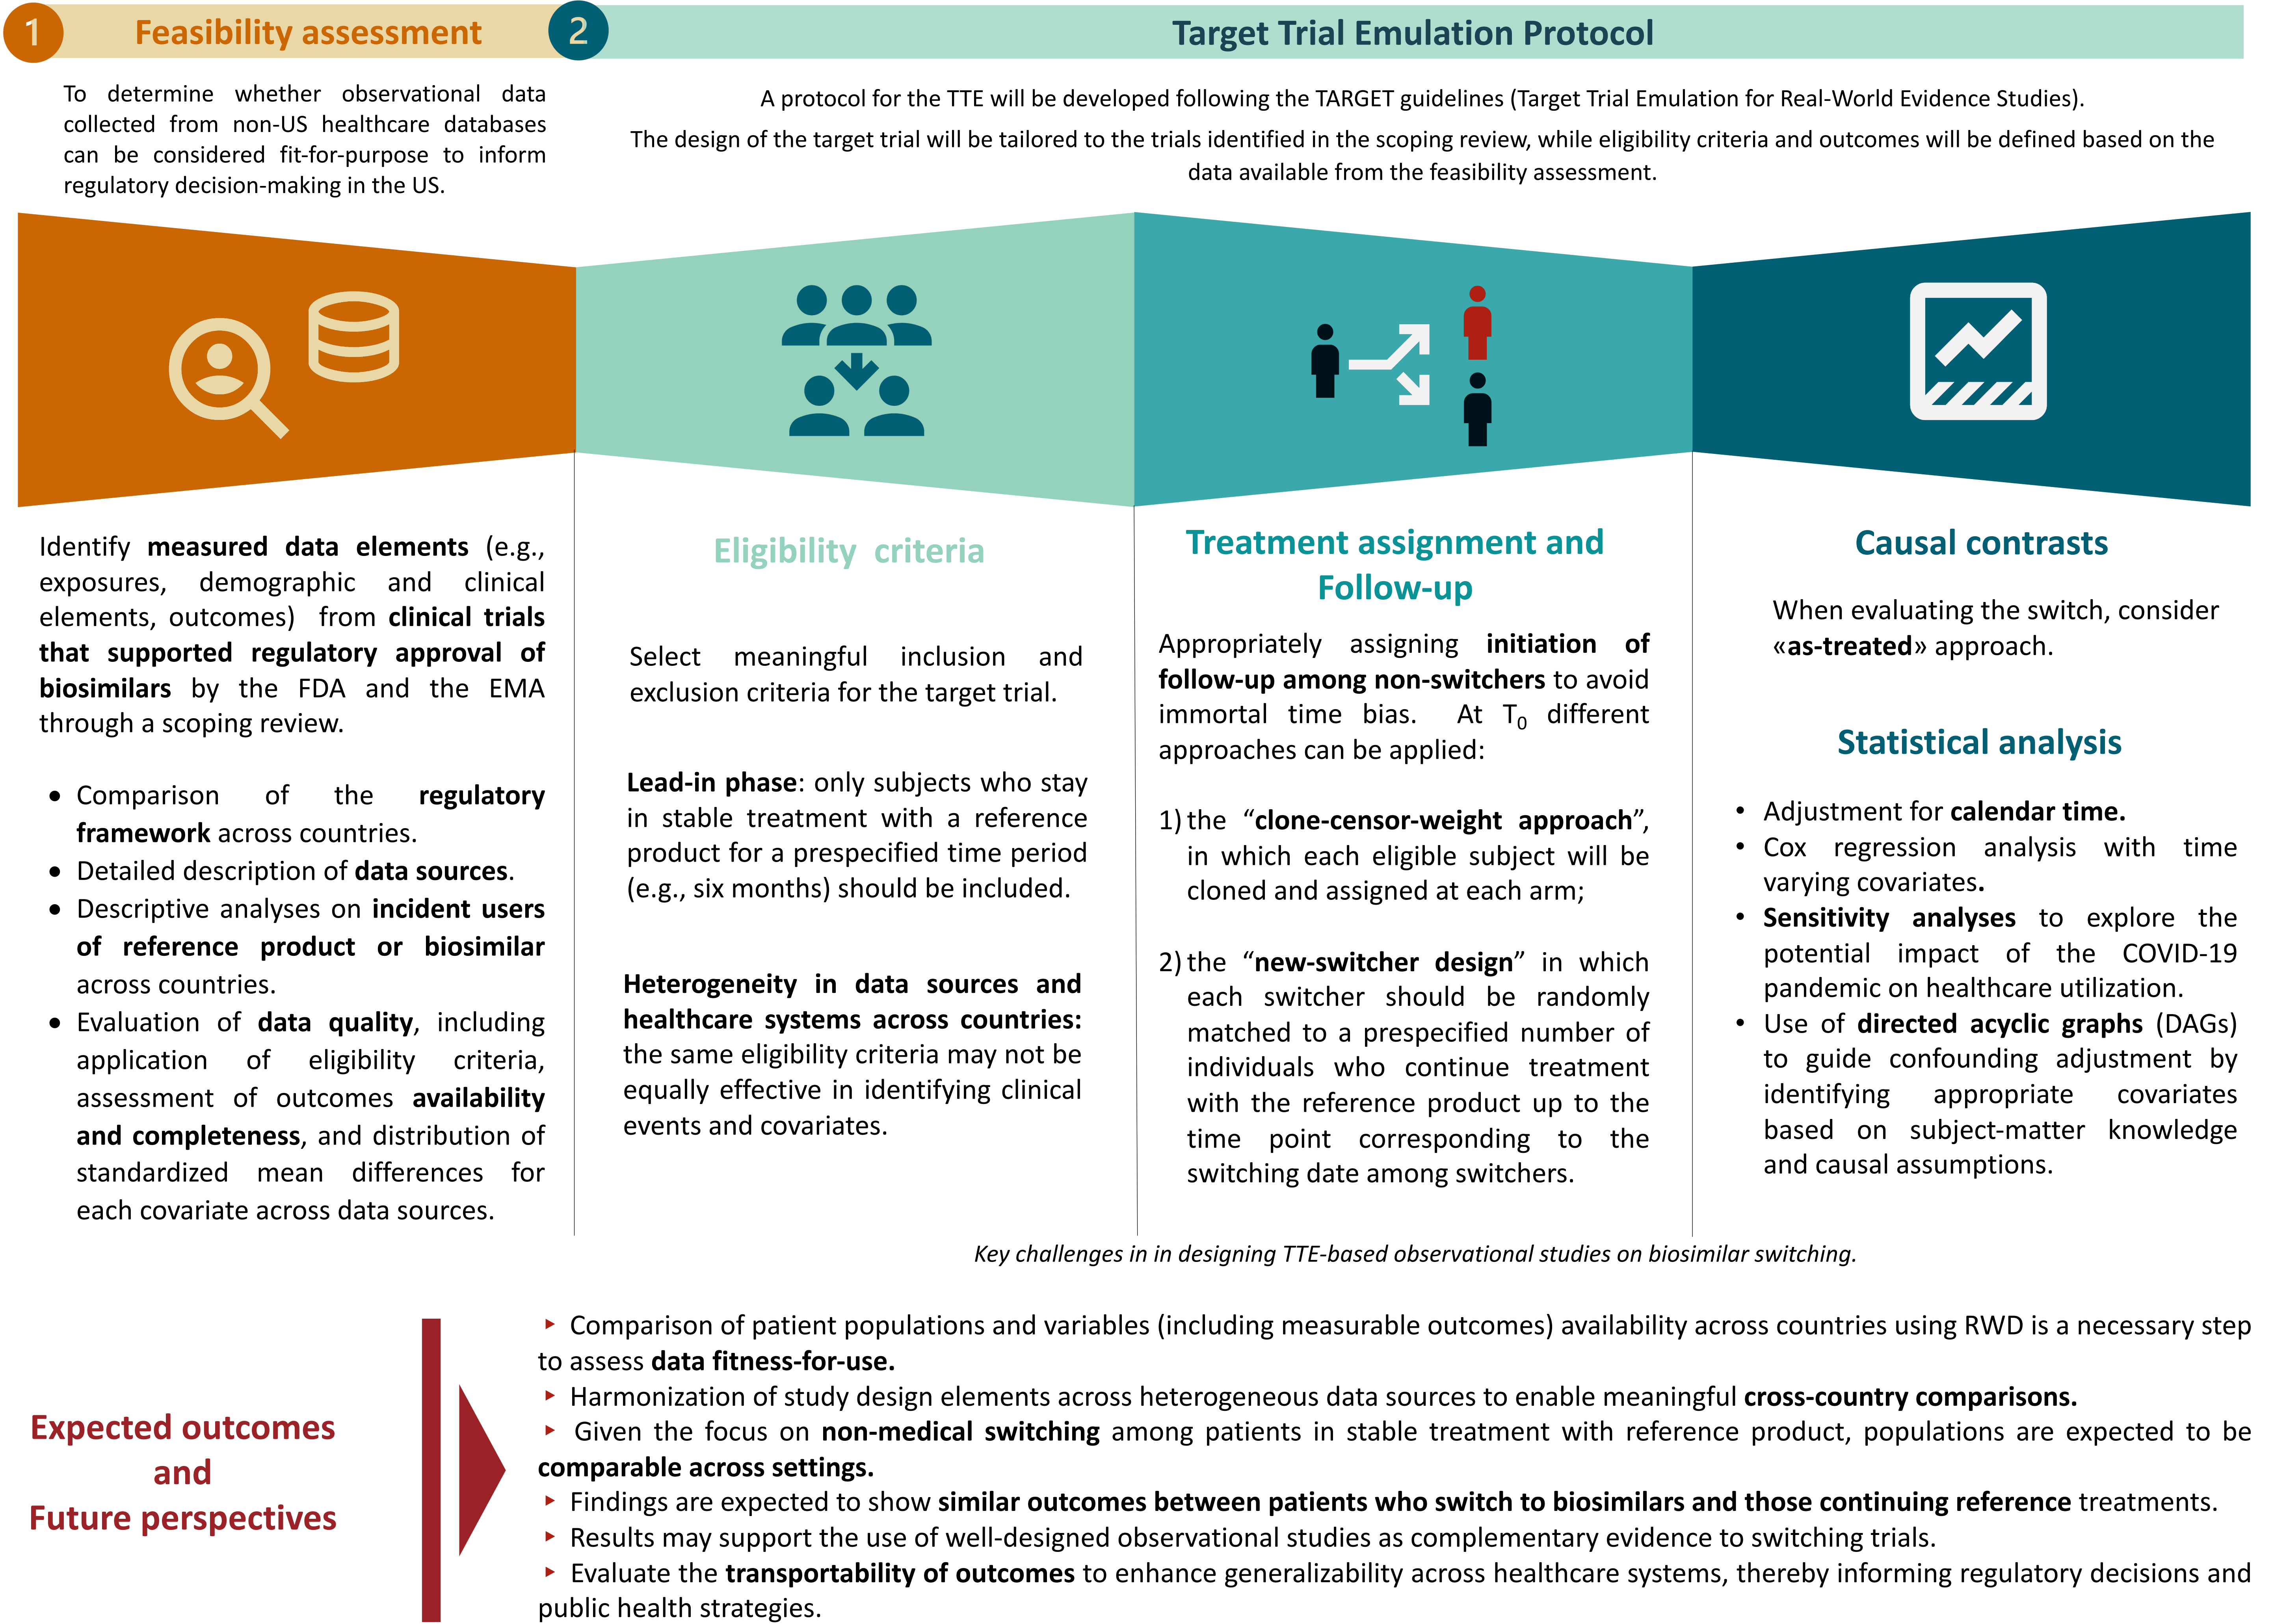 1
Feasibility assessment
2
Target Trial Emulation Protocol
To determine whether observational data
collected from non-US healthcare databases
can be considered fit-for-purpose to inform
regulatory decision-making in the US.
A protocol for the TTE will be developed following the TARGET guidelines (Target Trial Emulation for Real-World Evidence Studies).
The design of the target trial will be tailored to the trials identified in the scoping review, while eligibility criteria and outcomes will be defined based on the
data available from the feasibility assessment.
Identify measured data elements (e.g.,
exposures, demographic and clinical
elements, outcomes) from clinical trials
that supported regulatory approval of
biosimilars by the FDA and the EMA
through a scoping review.
• Comparison of the regulatory
framework across countries.
• Detailed description of data sources.
• Descriptive analyses on incident users
of reference product or biosimilar
across countries.
• Evaluation of data quality, including
application of eligibility criteria,
assessment of outcomes availability
and completeness, and distribution of
standardized mean differences for
each covariate across data sources.
Eligibility criteria
Select meaningful inclusion and
exclusion criteria for the target trial.
Lead-in phase: only subjects who stay
in stable treatment with a reference
product for a prespecified time period
(e.g., six months) should be included.
Heterogeneity in data sources and
healthcare systems across countries:
the same eligibility criteria may not be
equally effective in identifying clinical
events and covariates.
Treatment assignment and
Follow-up
Appropriately assigning initiation of
follow-up among non-switchers to avoid
immortal time bias. At T0 different
approaches can be applied:
1) the “clone-censor-weight approach”,
in which each eligible subject will be
cloned and assigned at each arm;
2) the “new-switcher design” in which
each switcher should be randomly
matched to a prespecified number of
individuals who continue treatment
with the reference product up to the
time point corresponding to the
switching date among switchers.
Causal contrasts
When evaluating the switch, consider
«as-treated» approach.
Statistical analysis
• Adjustment for calendar time.
• Cox regression analysis with time
varying covariates.
• Sensitivity analyses to explore the
potential impact of the COVID-19
pandemic on healthcare utilization.
• Use of directed acyclic graphs (DAGs)
to guide confounding adjustment by
identifying appropriate covariates
based on subject-matter knowledge
and causal assumptions.
Key challenges in in designing TTE-based observational studies on biosimilar switching.
Expected outcomes
and
Future perspectives
‣ Comparison of patient populations and variables (including measurable outcomes) availability across countries using RWD is a necessary step
to assess data fitness-for-use.
‣ Harmonization of study design elements across heterogeneous data sources to enable meaningful cross-country comparisons.
‣ Given the focus on non-medical switching among patients in stable treatment with reference product, populations are expected to be
comparable across settings.
‣ Findings are expected to show similar outcomes between patients who switch to biosimilars and those continuing reference treatments.
‣ Results may support the use of well-designed observational studies as complementary evidence to switching trials.
‣ Evaluate the transportability of outcomes to enhance generalizability across healthcare systems, thereby informing regulatory decisions and
public health strategies.